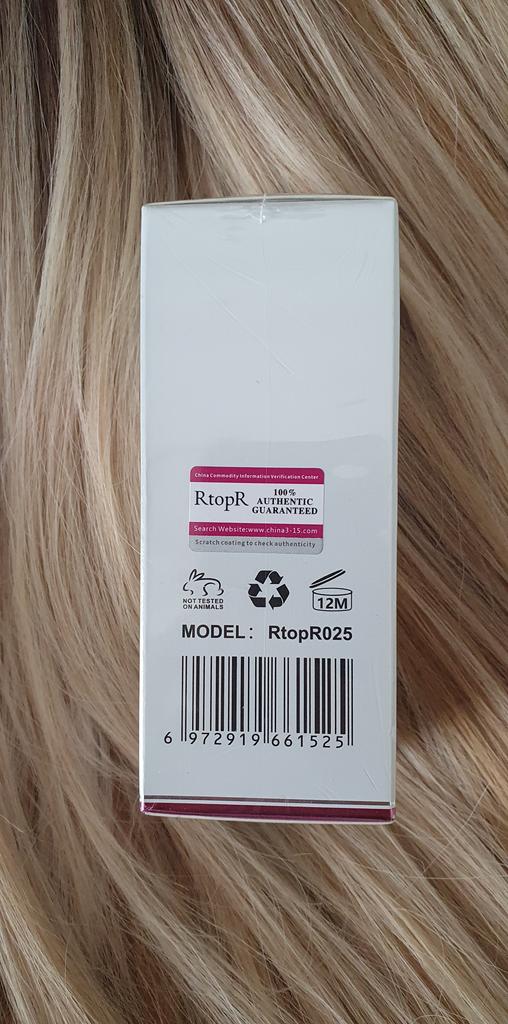 China Commodity Information Verification Center
RtopR
100%
AUTHENTIC
GUARANTEED
Search Website:www.china3-15.com
Scratch coating to check authenticity
NOT TESTED
ON ANIMALS
12M
MODEL: RtopR025
6 972919 661525